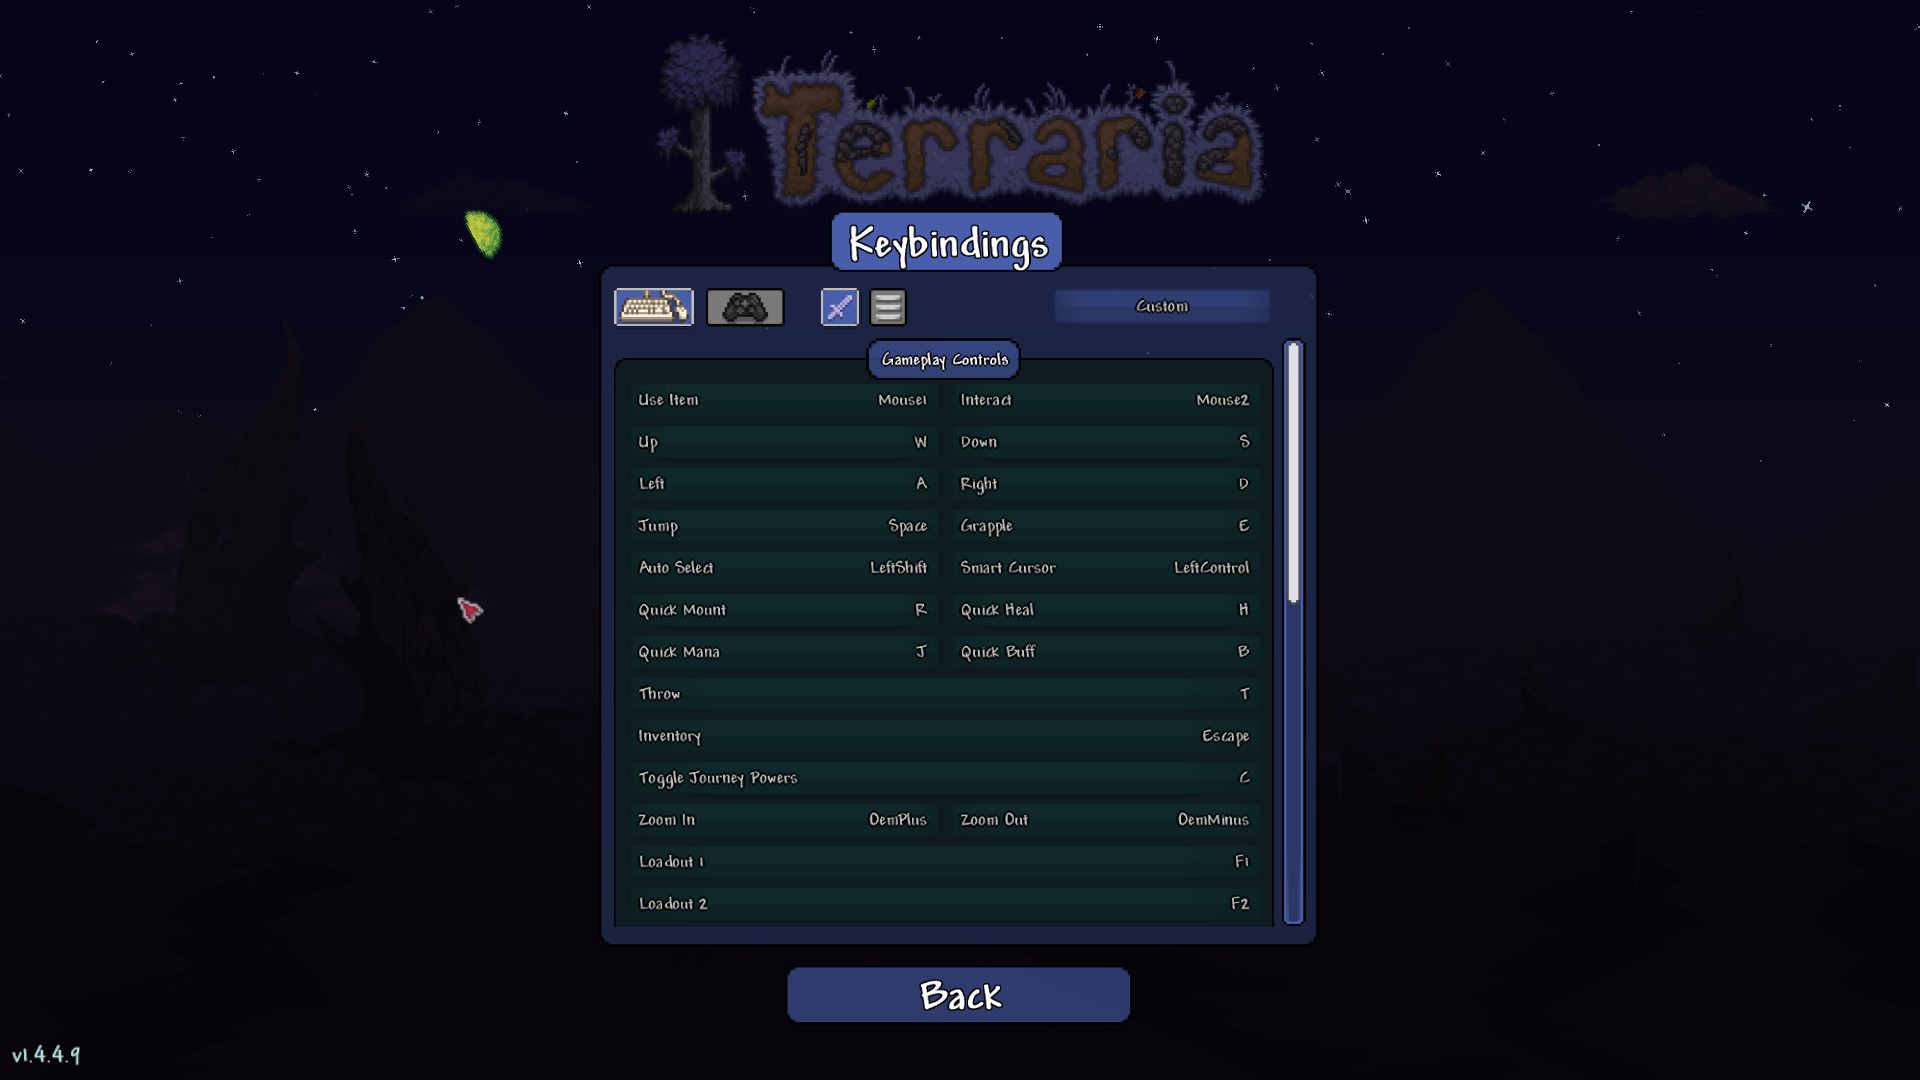 Terraria
Keybindings
Custom
Gameplay Controls
Use Item Mouse1 Interact Mouse2
Up W Down S
Left A Right D
Jump Space Grapple E
Auto Select LeftShift Smart Cursor LeftControl
Quick Mount R Quick Heal H
Quick Mana J Quick Buff B
Throw T
Inventory Escape
Toggle Journey Powers C
Zoom In OemPlus Zoom Out OemMinus
Loadout 1 F1
Loadout 2 F2
Back
v1.4.4.9